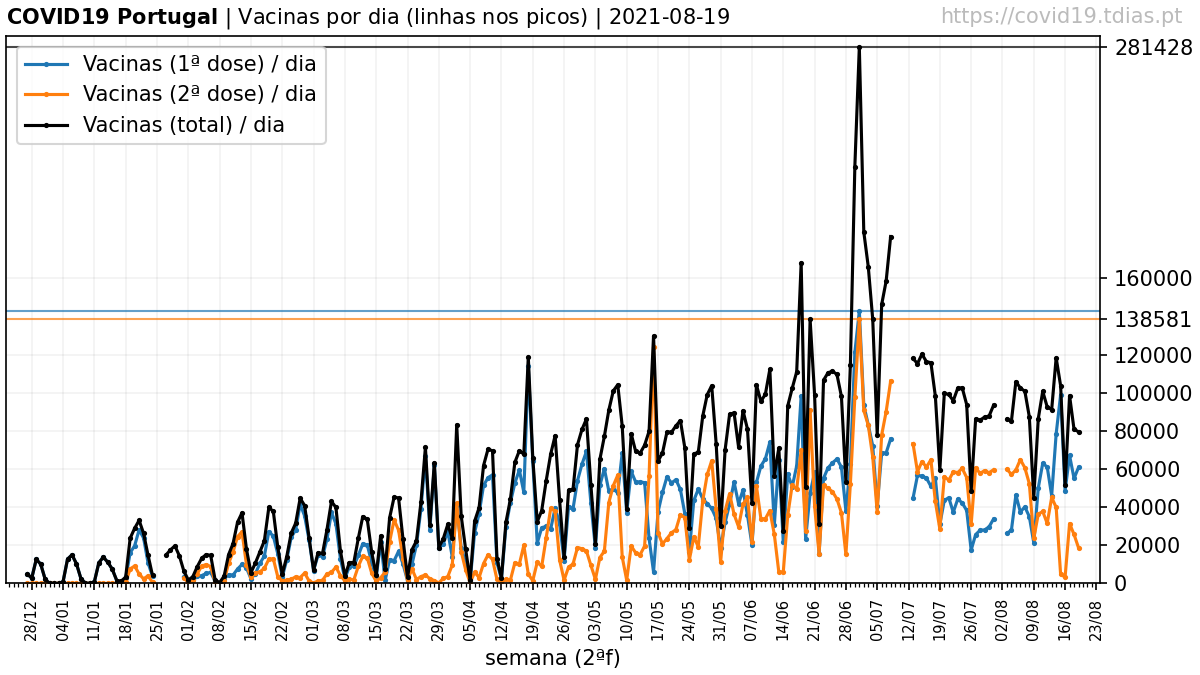 COVID19 Portugal | Vacinas por dia (linhas nos picos) | 2021-08-19
https://covid19.tdias.pt
Vacinas (1ª dose) / dia
Vacinas (2ª dose) / dia
Vacinas (total) / dia
281428
160000
138581
120000
100000
80000
60000
40000
20000
0
28/12 04/01 11/01 18/01 25/01 01/02 08/02 15/02 22/02 01/03 08/03 15/03 22/03 29/03 05/04 12/04 19/04 26/04 03/05 10/05 17/05 24/05 31/05 07/06 14/06 21/06 28/06 05/07 12/07 19/07 26/07 02/08 09/08 16/08 23/08
semana (2ªf)